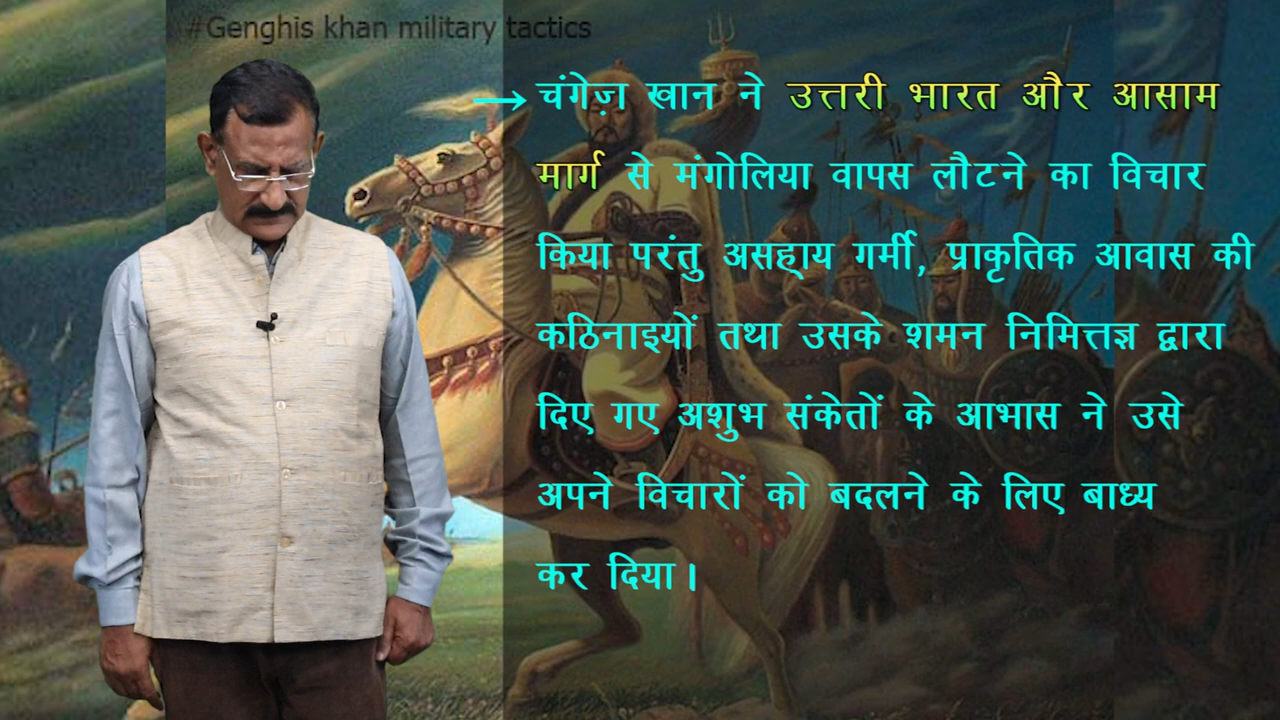 #Genghis khan military tactics
→ चंगेज़ खान ने उत्तरी भारत और आसाम
मार्ग से मंगोलिया वापस लौटने का विचार
किया परंतु असहाय गर्मी, प्राकृतिक आवास की
कठिनाइयों तथा उसके शमन निमित्तज्ञ द्वारा
दिए गए अशुभ संकेतों के आभास ने उसे
अपने विचारों को बदलने के लिए बाध्य
कर दिया।